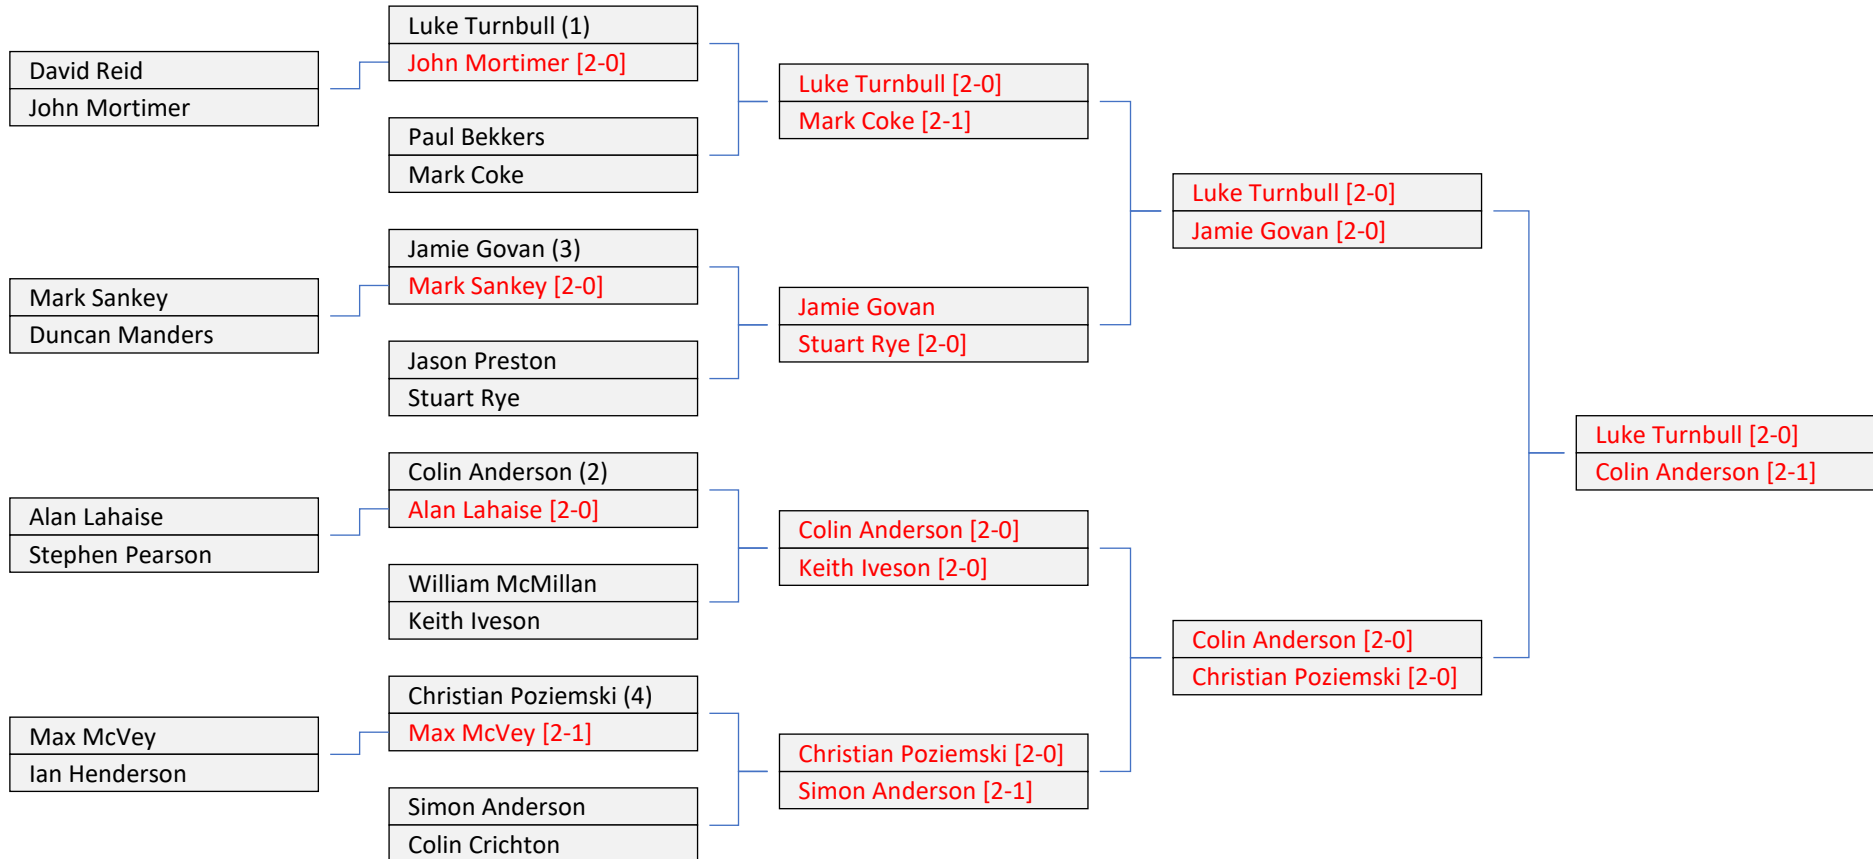 David Reid
John Mortimer
Mark Sankey
Duncan Manders
Alan Lahaise
Stephen Pearson
Max McVey
Ian Henderson
Luke Turnbull (1)
John Mortimer [2-0]
Paul Bekkers
Mark Coke
Jamie Govan (3)
Mark Sankey [2-0]
Jason Preston
Stuart Rye
Colin Anderson (2)
Alan Lahaise [2-0]
William McMillan
Keith Iveson
Christian Poziemski (4)
Max McVey [2-1]
Simon Anderson
Colin Crichton
Luke Turnbull [2-0]
Mark Coke [2-1]
Jamie Govan
Stuart Rye [2-0]
Colin Anderson [2-0]
Keith Iveson [2-0]
Christian Poziemski [2-0]
Simon Anderson [2-1]
Luke Turnbull [2-0]
Jamie Govan [2-0]
Colin Anderson [2-0]
Christian Poziemski [2-0]
Luke Turnbull [2-0]
Colin Anderson [2-1]